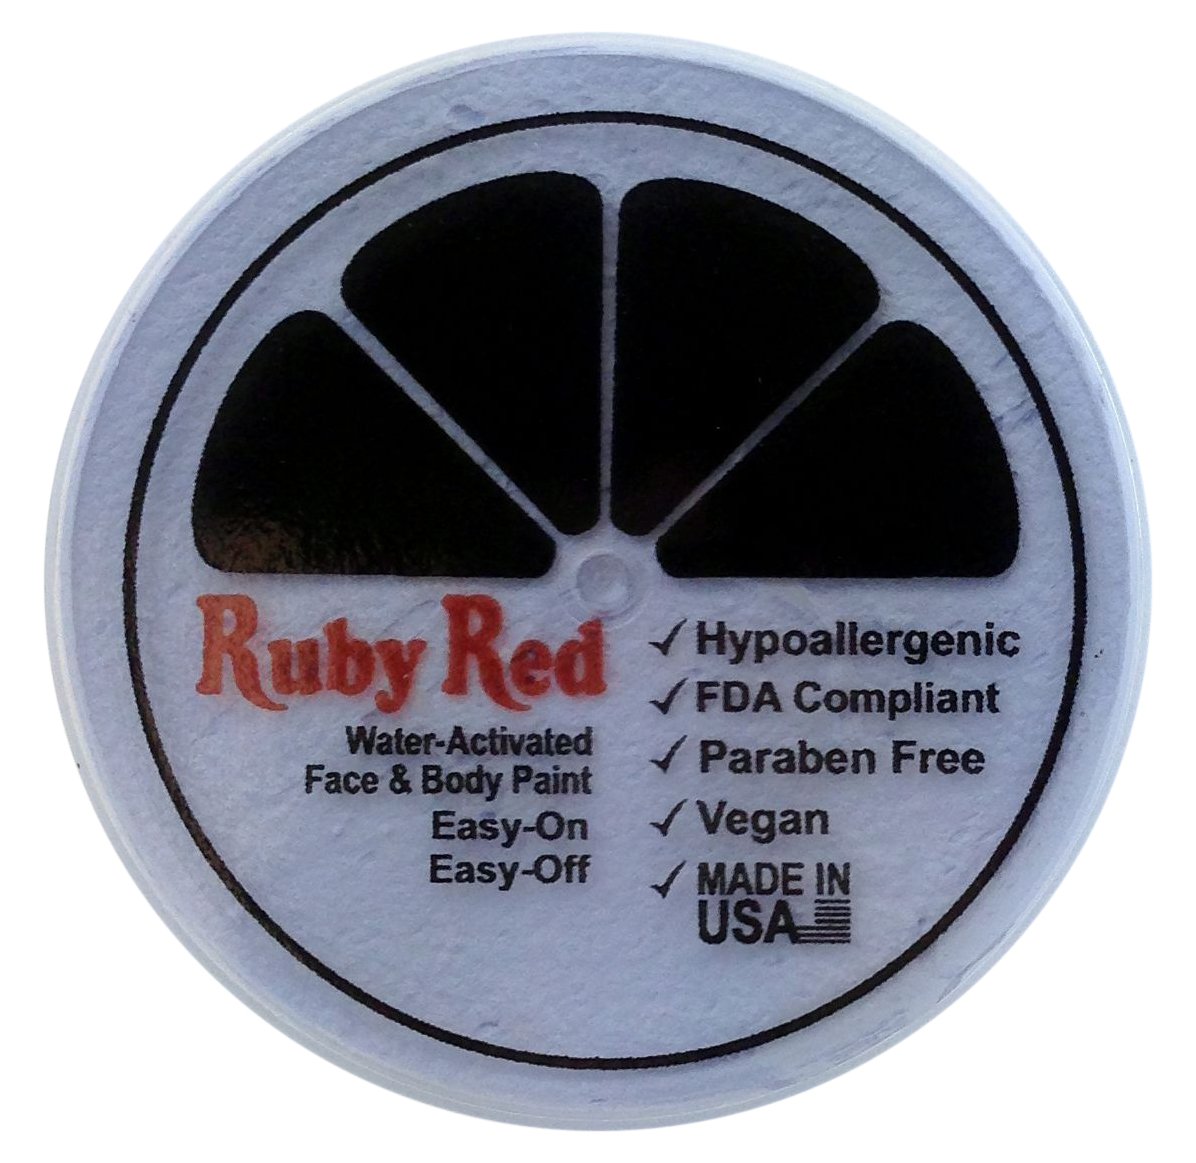 Ruby Red
Water-Activated
Face & Body Paint
Easy-On
Easy-Off
✓ Hypoallergenic
✓ FDA Compliant
✓ Paraben Free
✓ Vegan
✓ MADE IN
USA